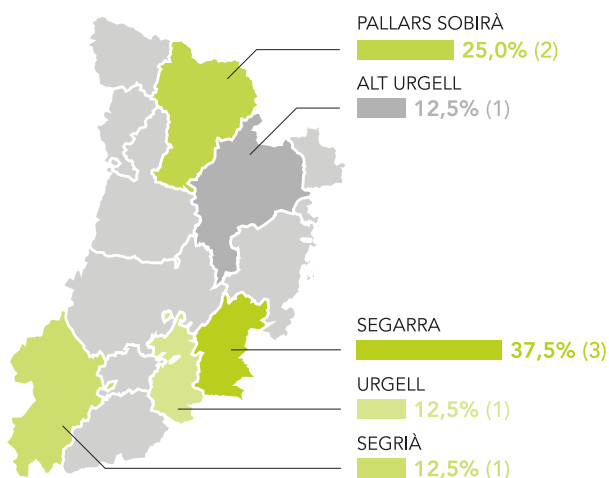 PALLARS SOBIRÀ
25,0% (2)
ALT URGELL
12,5% (1)
SEGARRA
37,5% (3)
URGELL
12,5% (1)
SEGRIÀ
12,5% (1)